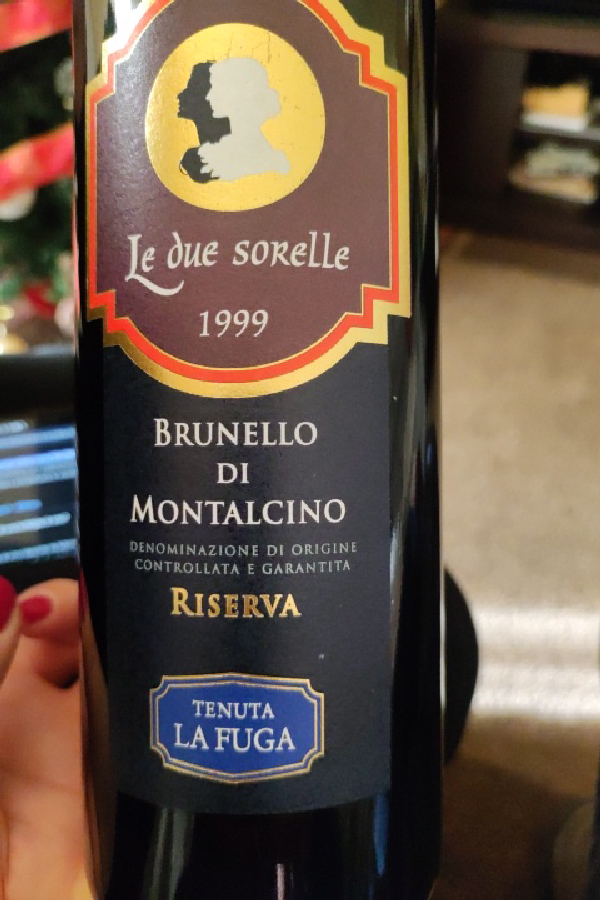 Le due sorelle
1999
BRUNELLO
DI
MONTALCINO
DENOMINAZIONE DI ORIGINE
CONTROLLATA E GARANTITA
RISERVA
TENUTA
LA FUGA